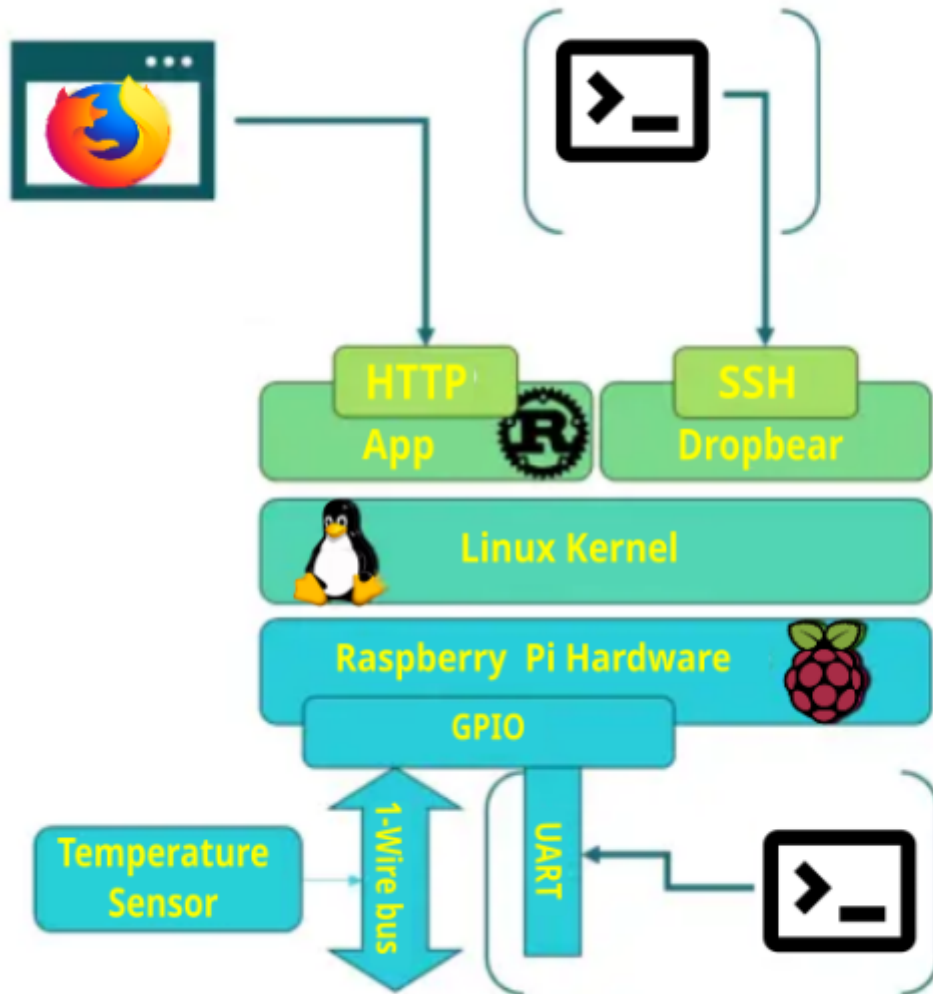 HTTP
SSH
App
Dropbear
Linux Kernel
Raspberry Pi Hardware
GPIO
1-Wire bus
UART
Temperature
Sensor